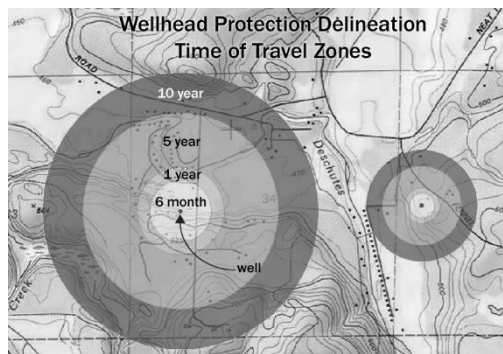 Wellhead Protection Delineation
Time of Travel Zones
ROAD
NEAT
10 year
5 year
1 year
6 month
well
Deschutes
34
Creek